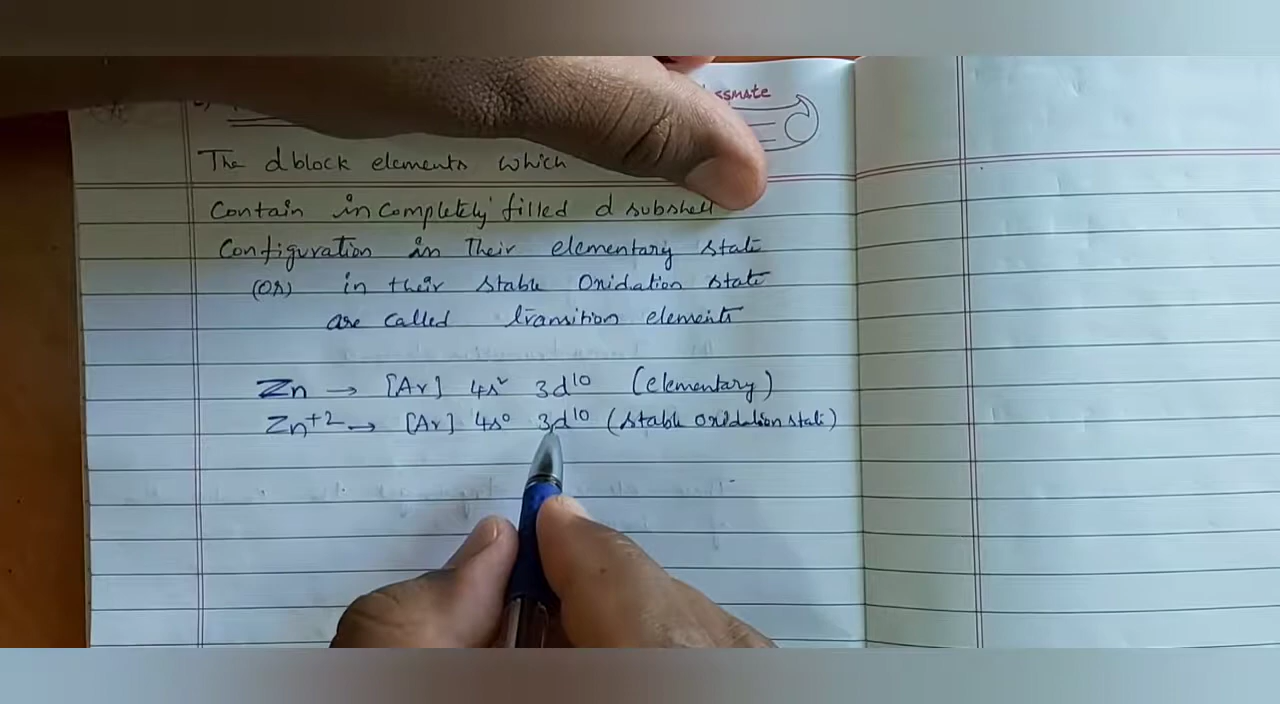 ssmate
The d block elements which
Contain incompletely filled d subshell
Configuration in Their elementary state
(OR) in their stable Oxidation state
are called transition elements
Zn → [Ar] 4s² 3d¹⁰ (elementary)
Zn⁺² → [Ar] 4s⁰ 3d¹⁰ (stable oxidation state)